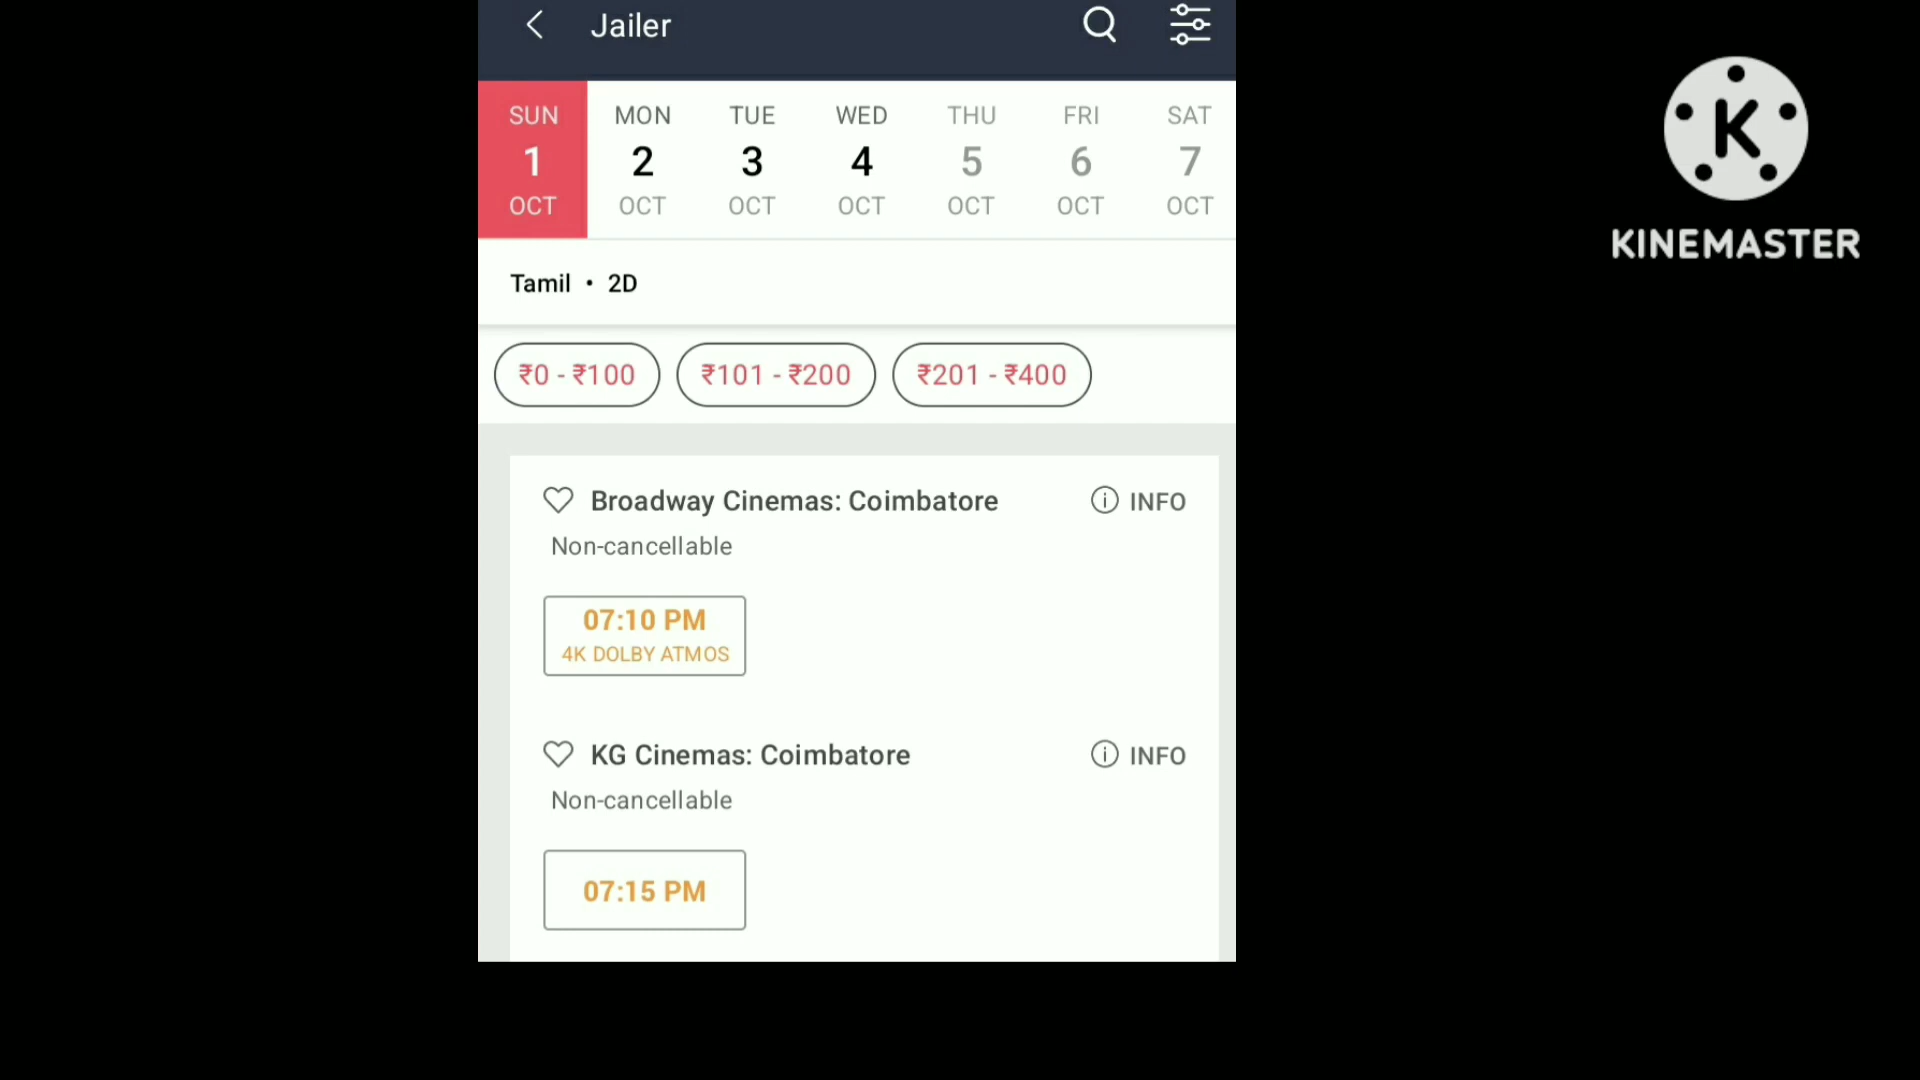 Jailer
SUN MON TUE WED THU FRI SAT
1 2 3 4 5 6 7
OCT OCT OCT OCT OCT OCT OCT
Tamil • 2D
₹0 - ₹100 ₹101 - ₹200 ₹201 - ₹400
Broadway Cinemas: Coimbatore INFO
Non-cancellable
07:10 PM
4K DOLBY ATMOS
KG Cinemas: Coimbatore INFO
Non-cancellable
07:15 PM
K
KINEMASTER